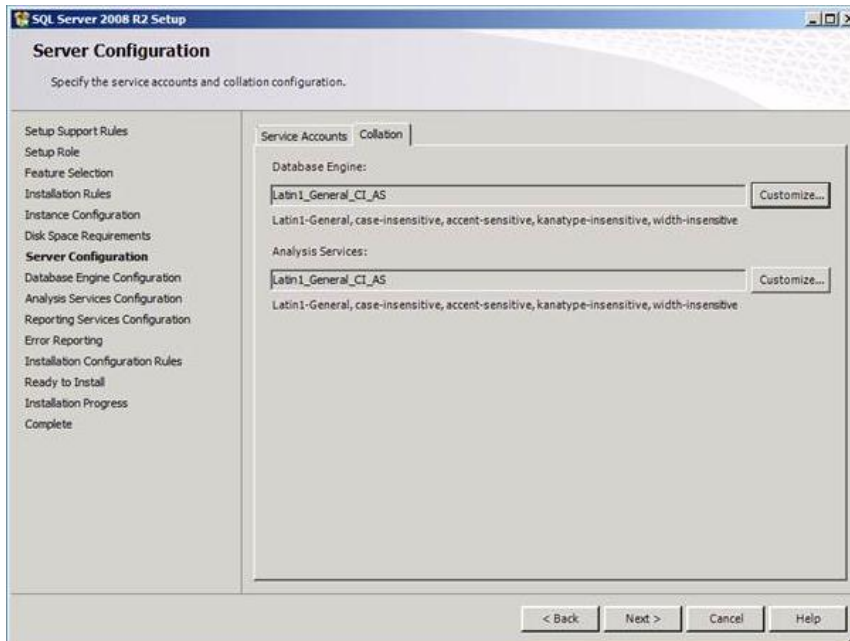 SQL Server 2008 R2 Setup
Server Configuration
Specify the service accounts and collation configuration.
Setup Support Rules
Setup Role
Feature Selection
Installation Rules
Instance Configuration
Disk Space Requirements
Server Configuration
Database Engine Configuration
Analysis Services Configuration
Reporting Services Configuration
Error Reporting
Installation Configuration Rules
Ready to Install
Installation Progress
Complete
Service Accounts Collation
Database Engine:
Latin1_General_CI_AS Customize...
Latin1-General, case-insensitive, accent-sensitive, kanatype-insensitive, width-insensitive
Analysis Services:
Latin1_General_CI_AS Customize...
Latin1-General, case-insensitive, accent-sensitive, kanatype-insensitive, width-insensitive
< Back Next > Cancel Help